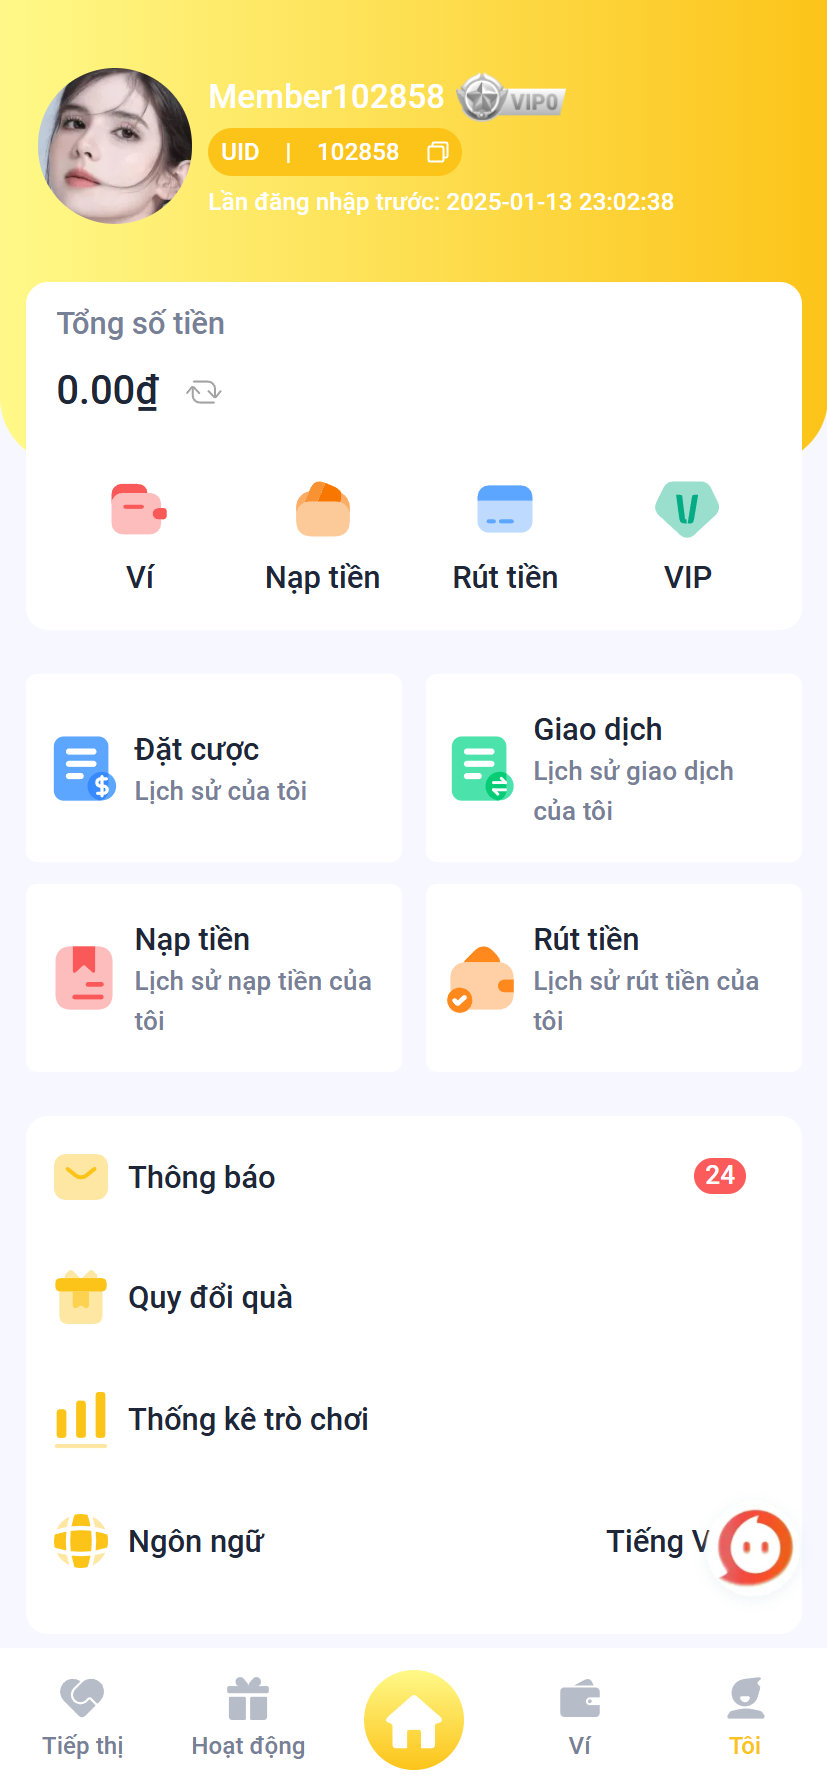 Member102858 VIP0
UID | 102858
Lần đăng nhập trước: 2025-01-13 23:02:38
Tổng số tiền
0.00₫
Ví
Nạp tiền
Rút tiền
VIP
Đặt cược
Lịch sử của tôi
Giao dịch
Lịch sử giao dịch
của tôi
Nạp tiền
Lịch sử nạp tiền của
tôi
Rút tiền
Lịch sử rút tiền của
tôi
Thông báo
24
Quy đổi quà
Thống kê trò chơi
Ngôn ngữ
Tiếng V
Tiếp thị
Hoạt động
Ví
Tôi